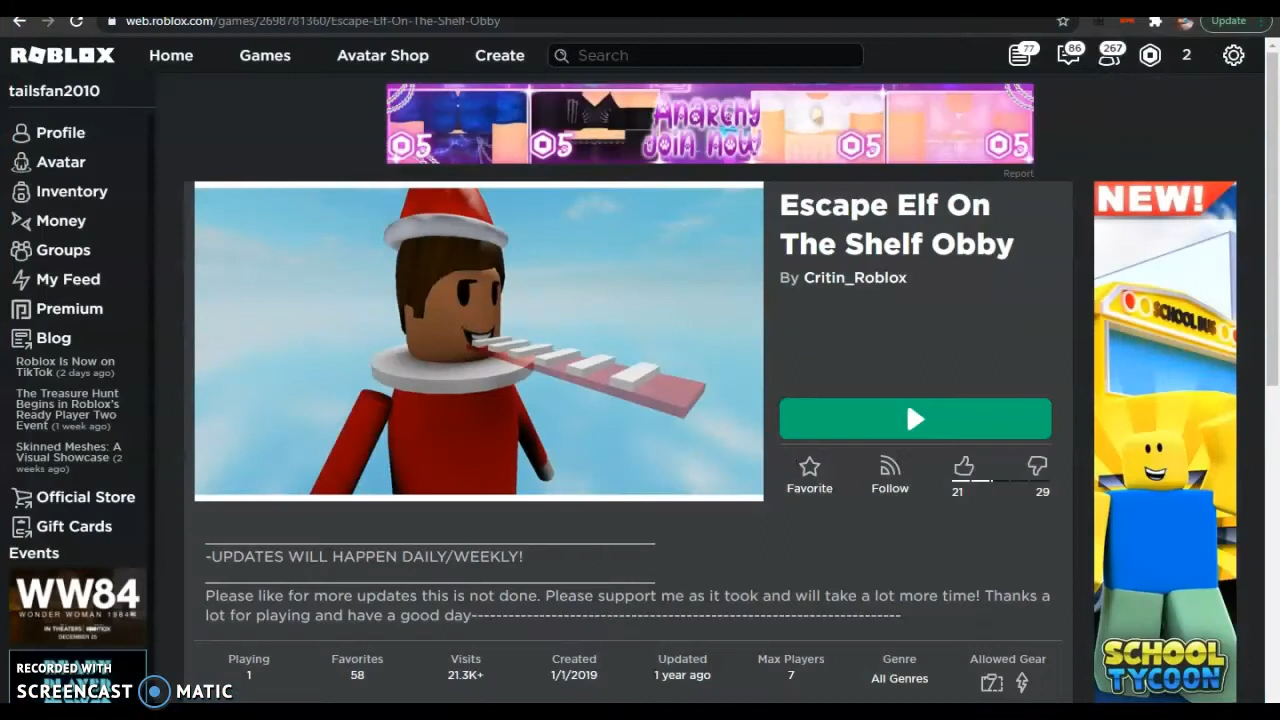 web.roblox.com/games/2698781360/Escape-Elf-On-The-Shelf-Obby
Update
ROBLOX
Home
Games
Avatar Shop
Create
Search
77
86
267
2
tailsfan2010
Profile
Avatar
Inventory
Money
Groups
My Feed
Premium
Blog
Roblox Is Now on
TikTok (2 days ago)
The Treasure Hunt
Begins in Roblox's
Ready Player Two
Event (1 week ago)
Skinned Meshes: A
Visual Showcase (2
weeks ago)
Official Store
Gift Cards
Events
WW84
WONDER WOMAN 1984
IN THEATERS
DECEMBER 25
RECORDED WITH
SCREENCAST MATIC
5
5
ANARCHY
JOIN NOW!
5
5
Report
Escape Elf On
The Shelf Obby
By Critin_Roblox
Favorite
Follow
21
29
-UPDATES WILL HAPPEN DAILY/WEEKLY!
Please like for more updates this is not done. Please support me as it took and will take a lot more time! Thanks a
lot for playing and have a good day-----------------------------------------------------------------
Playing
1
Favorites
58
Visits
21.3K+
Created
1/1/2019
Updated
1 year ago
Max Players
7
Genre
All Genres
Allowed Gear
NEW!
SCHOOL BUS
SCHOOL
TYCOON